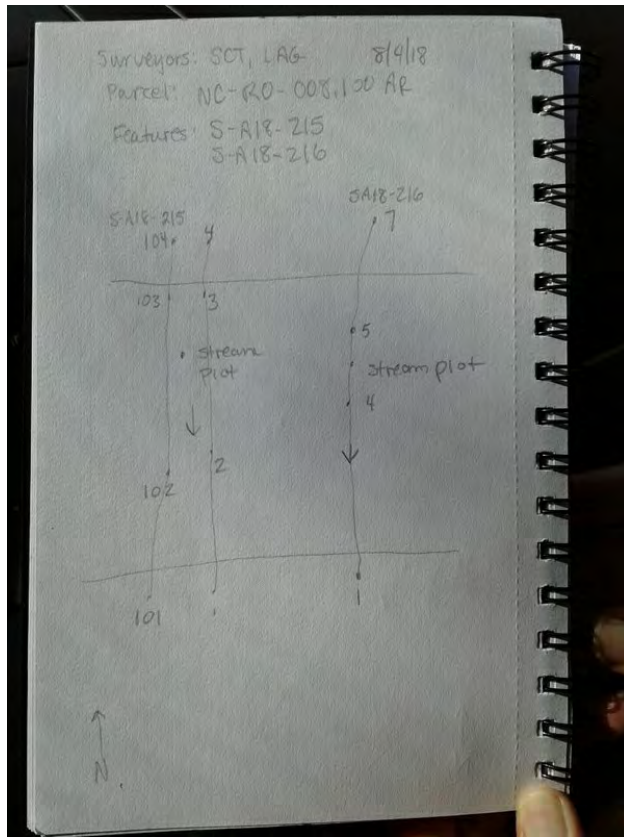 Surveyors: SCT, LAG 8/4/18
Parcel: NC-RO-008.100 AR
Features: S-A18-215
S-A18-216
SA18-216
7
S-A18-215
104 4
103 3
5
stream
plot
stream plot
4
2
102
1
101
N